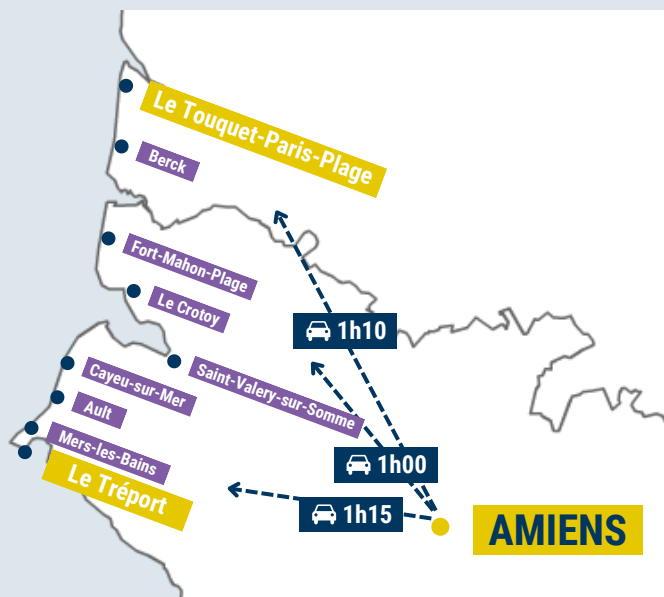 Le Touquet-Paris-Plage
Berck
Fort-Mahon-Plage
Le Crotoy
1h10
Saint-Valery-sur-Somme
Cayeu-sur-Mer
Ault
Mers-les-Bains
Le Tréport
1h00
1h15
AMIENS